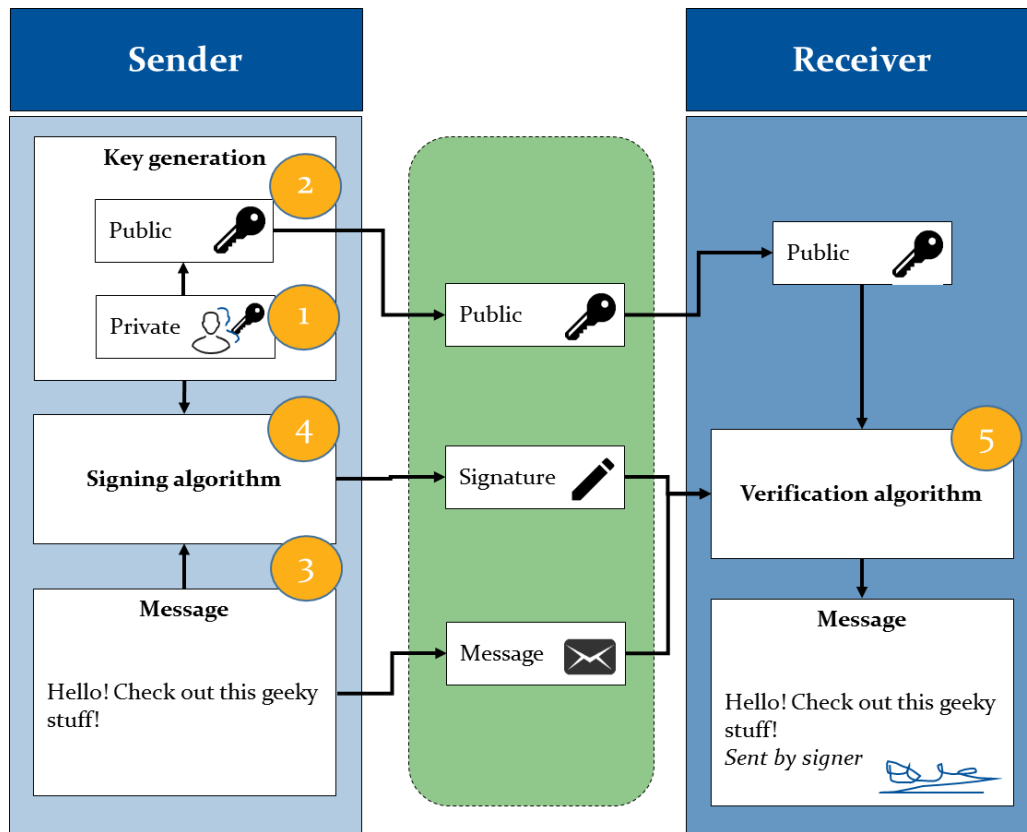 Sender
Receiver
Key generation
2
Public
1
Private
4
Signing algorithm
3
Message
Hello! Check out this geeky
stuff!
Public
Signature
Message
Public
5
Verification algorithm
Message
Hello! Check out this geeky
stuff!
Sent by signer